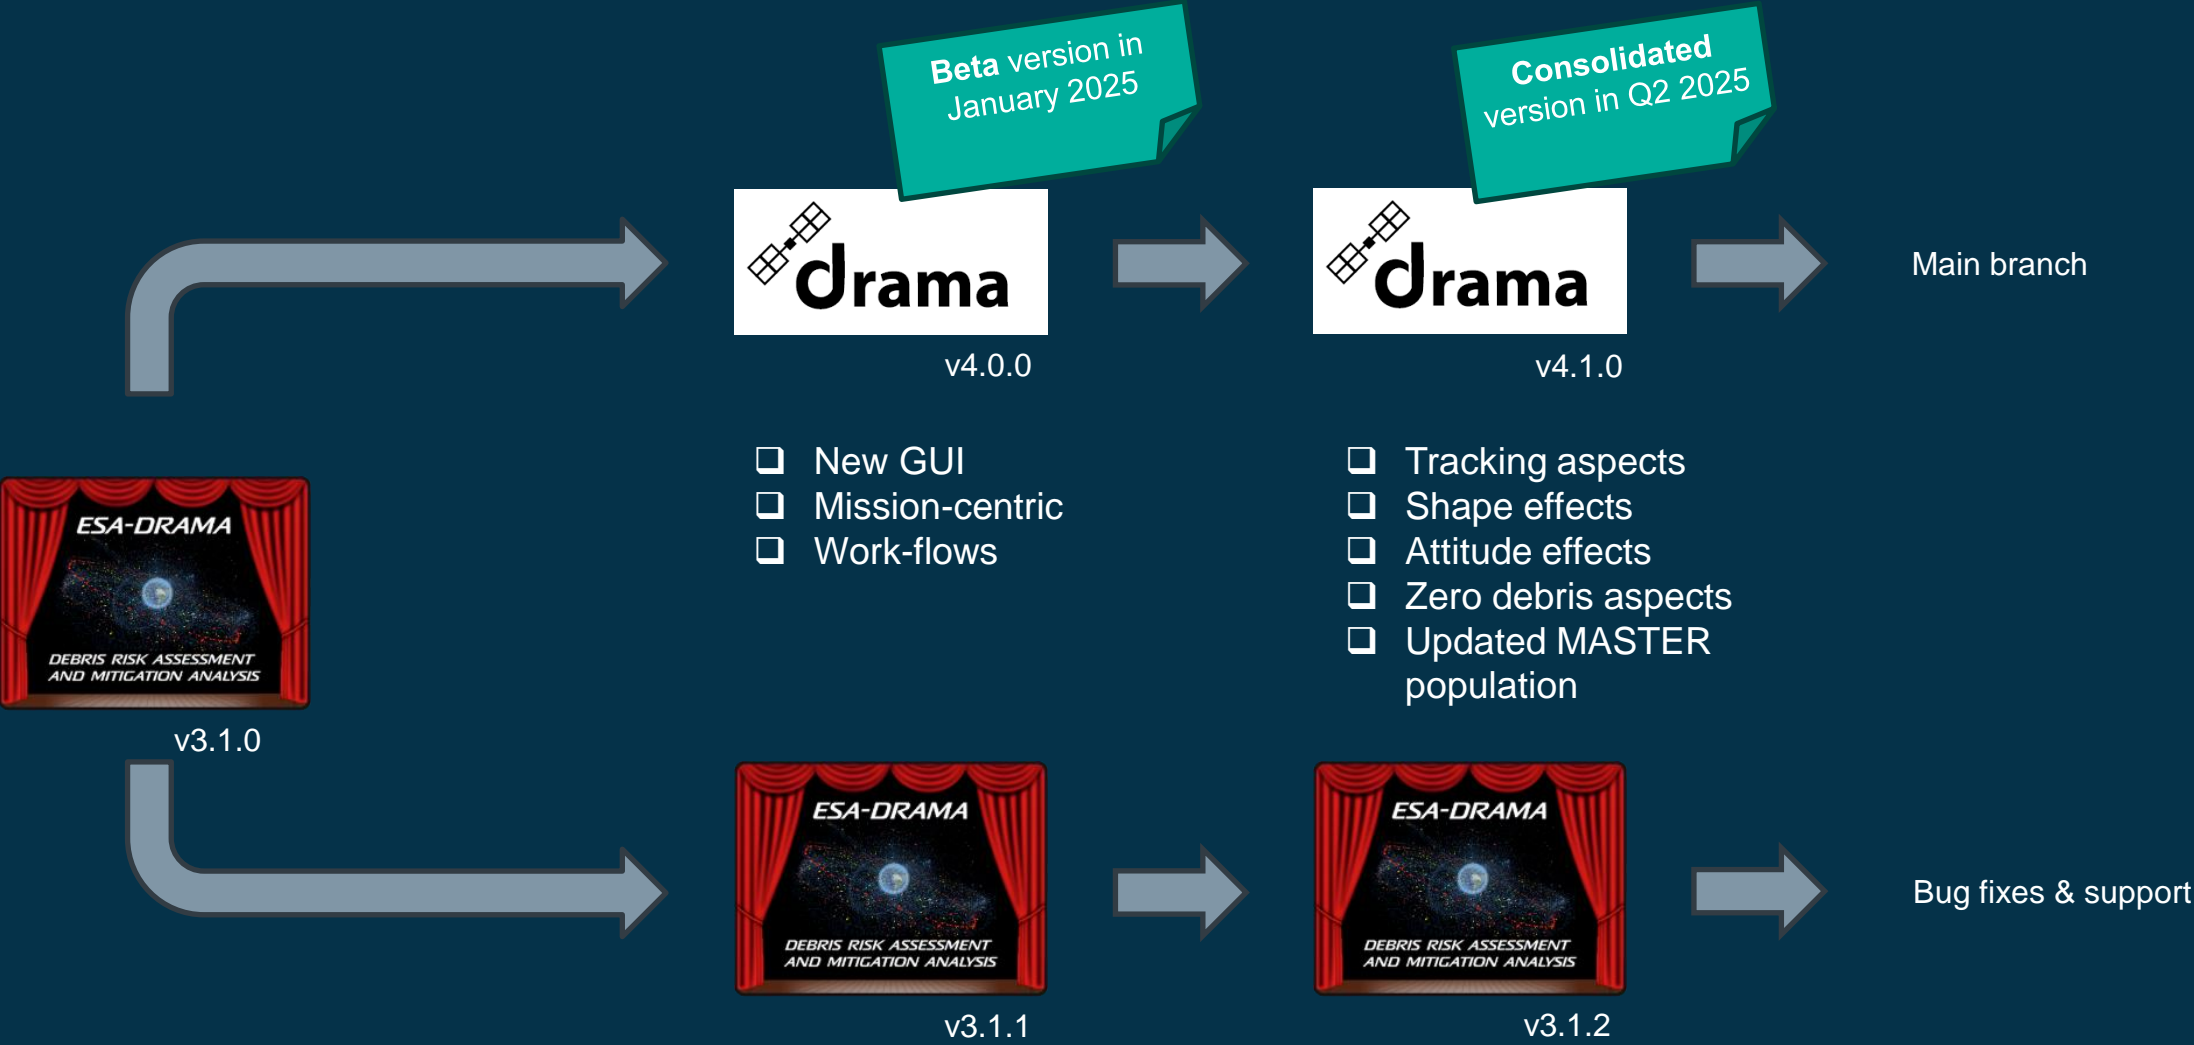 Beta version in
January 2025
Consolidated
version in Q2 2025
drama
drama
Main branch
v4.0.0
v4.1.0
❑ New GUI
❑ Mission-centric
❑ Work-flows
❑ Tracking aspects
❑ Shape effects
❑ Attitude effects
❑ Zero debris aspects
❑ Updated MASTER
population
ESA-DRAMA
DEBRIS RISK ASSESSMENT
AND MITIGATION ANALYSIS
v3.1.0
ESA-DRAMA
DEBRIS RISK ASSESSMENT
AND MITIGATION ANALYSIS
v3.1.1
ESA-DRAMA
DEBRIS RISK ASSESSMENT
AND MITIGATION ANALYSIS
v3.1.2
Bug fixes & support